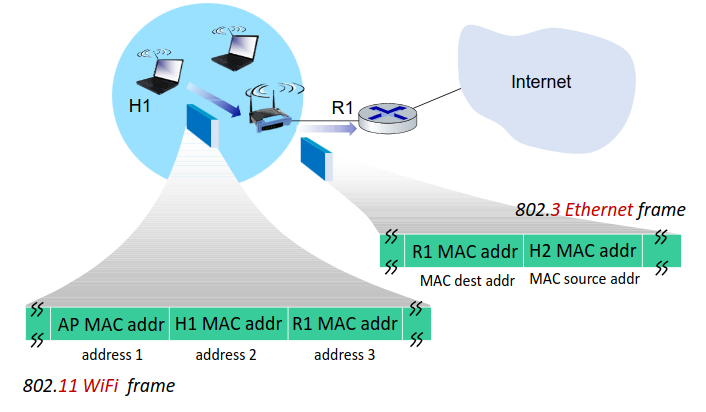 Internet
H1
R1
802.3 Ethernet frame
R1 MAC addr H2 MAC addr
MAC dest addr MAC source addr
AP MAC addr H1 MAC addr R1 MAC addr
address 1 address 2 address 3
802.11 WiFi frame